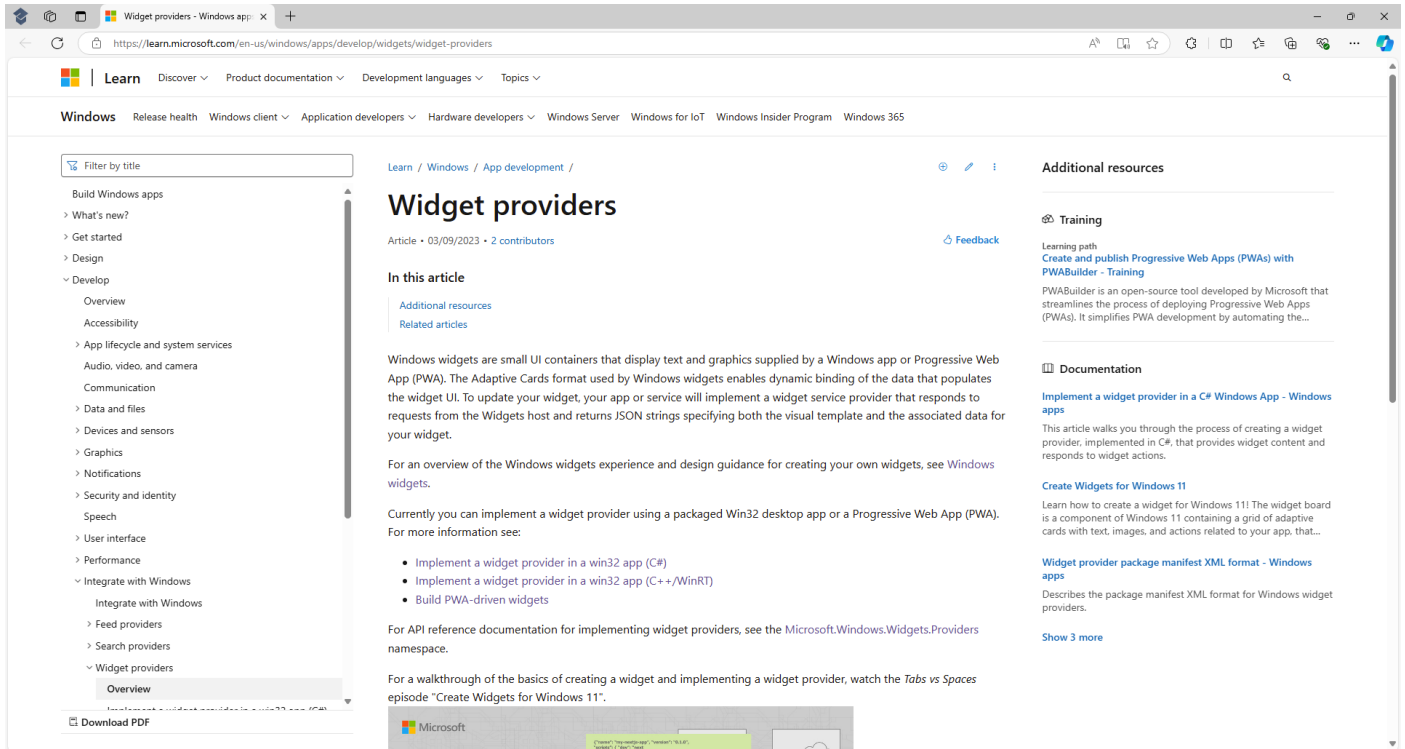 Widget providers - Windows app
https://learn.microsoft.com/en-us/windows/apps/develop/widgets/widget-providers
Learn Discover Product documentation Development languages Topics
Windows Release health Windows client Application developers Hardware developers Windows Server Windows for IoT Windows Insider Program Windows 365
Filter by title
Build Windows apps
What's new?
Get started
Design
Develop
Overview
Accessibility
App lifecycle and system services
Audio, video, and camera
Communication
Data and files
Devices and sensors
Graphics
Notifications
Security and identity
Speech
User interface
Performance
Integrate with Windows
Integrate with Windows
Feed providers
Search providers
Widget providers
Overview
Implement a widget provider in a win32 app (C#)
Download PDF
Learn / Windows / App development /
Widget providers
Article • 03/09/2023 • 2 contributors
Feedback
In this article
Additional resources
Related articles
Windows widgets are small UI containers that display text and graphics supplied by a Windows app or Progressive Web
App (PWA). The Adaptive Cards format used by Windows widgets enables dynamic binding of the data that populates
the widget UI. To update your widget, your app or service will implement a widget service provider that responds to
requests from the Widgets host and returns JSON strings specifying both the visual template and the associated data for
your widget.
For an overview of the Windows widgets experience and design guidance for creating your own widgets, see Windows
widgets.
Currently you can implement a widget provider using a packaged Win32 desktop app or a Progressive Web App (PWA).
For more information see:
• Implement a widget provider in a win32 app (C#)
• Implement a widget provider in a win32 app (C++/WinRT)
• Build PWA-driven widgets
For API reference documentation for implementing widget providers, see the Microsoft.Windows.Widgets.Providers
namespace.
For a walkthrough of the basics of creating a widget and implementing a widget provider, watch the Tabs vs Spaces
episode "Create Widgets for Windows 11".
Microsoft
Additional resources
Training
Learning path
Create and publish Progressive Web Apps (PWAs) with
PWABuilder - Training
PWABuilder is an open-source tool developed by Microsoft that
streamlines the process of deploying Progressive Web Apps
(PWAs). It simplifies PWA development by automating the...
Documentation
Implement a widget provider in a C# Windows App - Windows
apps
This article walks you through the process of creating a widget
provider, implemented in C#, that provides widget content and
responds to widget actions.
Create Widgets for Windows 11
Learn how to create a widget for Windows 11! The widget board
is a component of Windows 11 containing a grid of adaptive
cards with text, images, and actions related to your app, that...
Widget provider package manifest XML format - Windows
apps
Describes the package manifest XML format for Windows widget
providers.
Show 3 more